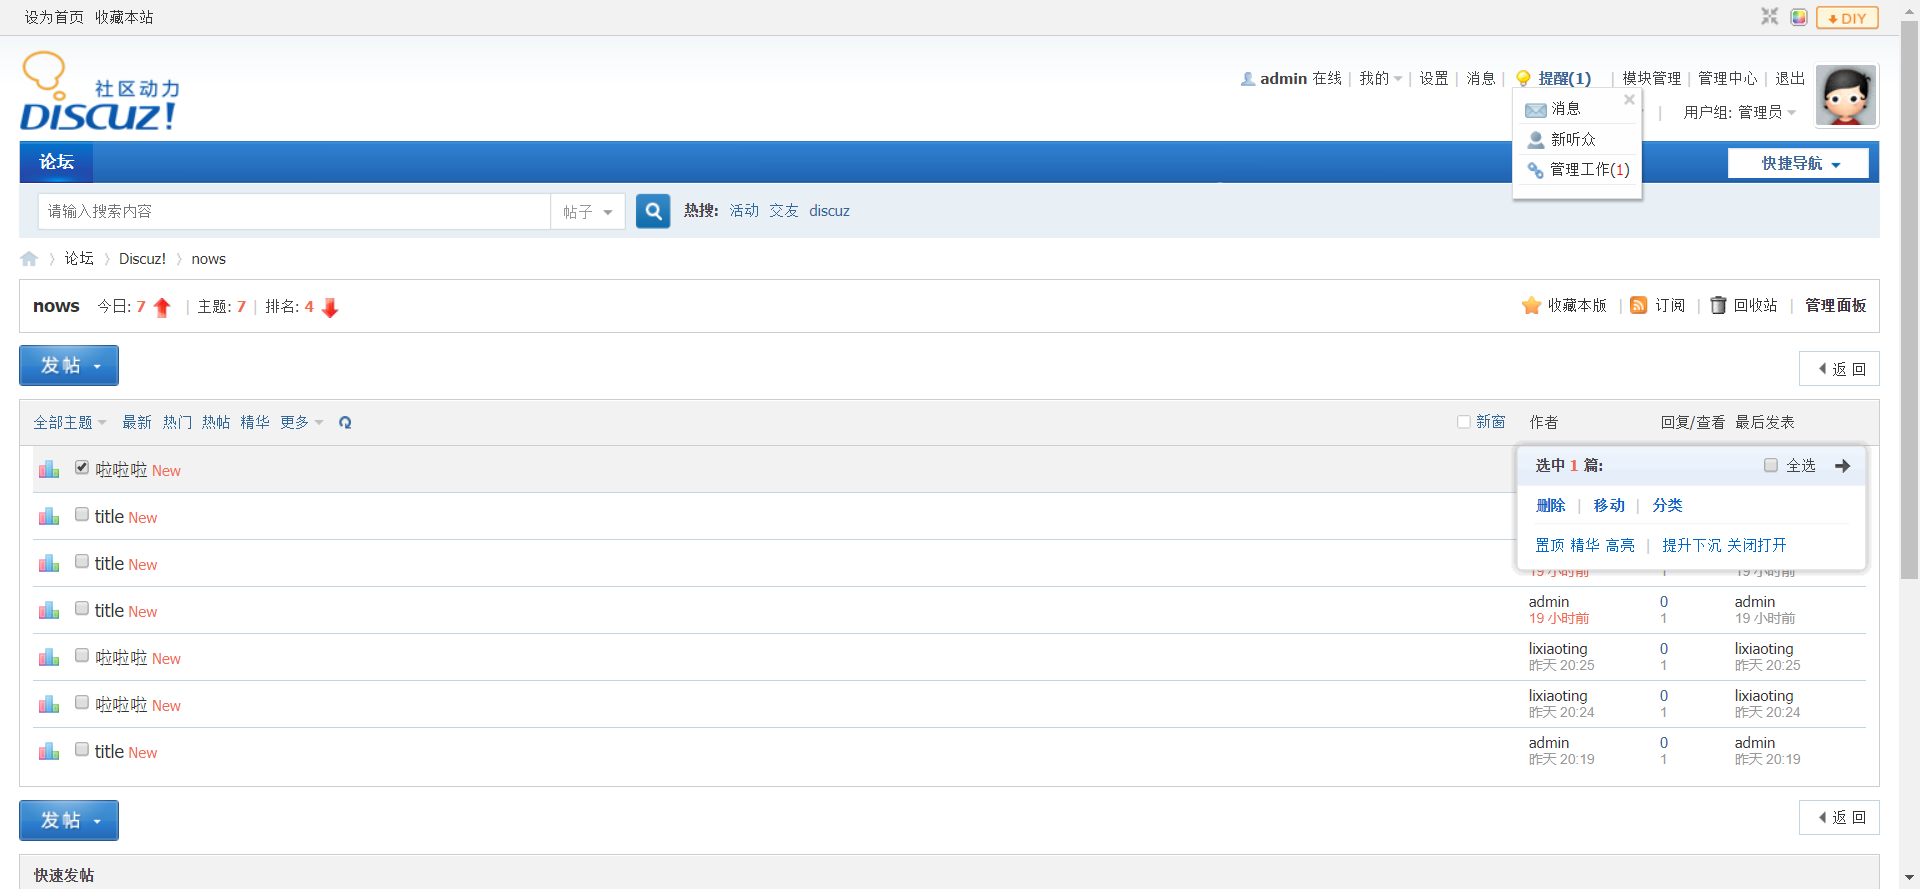 设为首页 收藏本站
DIY
社区动力
DISCUZ!
admin 在线 | 我的 | 设置 | 消息 | 提醒(1) | 模块管理 | 管理中心 | 退出
| 用户组: 管理员
消息
新听众
管理工作(1)
论坛
快捷导航
请输入搜索内容 帖子 热搜: 活动 交友 discuz
论坛 Discuz! nows
nows 今日: 7 | 主题: 7 | 排名: 4
收藏本版 | 订阅 | 回收站 | 管理面板
发帖
返回
全部主题 最新 热门 热帖 精华 更多 新窗 作者 回复/查看 最后发表
啦啦啦 New
选中 1 篇: 全选
删除 | 移动 | 分类
置顶 精华 高亮 | 提升下沉 关闭打开
title New
title New
19 小时前 1 19 小时前
title New admin 0 admin
19 小时前 1 19 小时前
啦啦啦 New lixiaoting 0 lixiaoting
昨天 20:25 1 昨天 20:25
啦啦啦 New lixiaoting 0 lixiaoting
昨天 20:24 1 昨天 20:24
title New admin 0 admin
昨天 20:19 1 昨天 20:19
发帖
返回
快速发帖